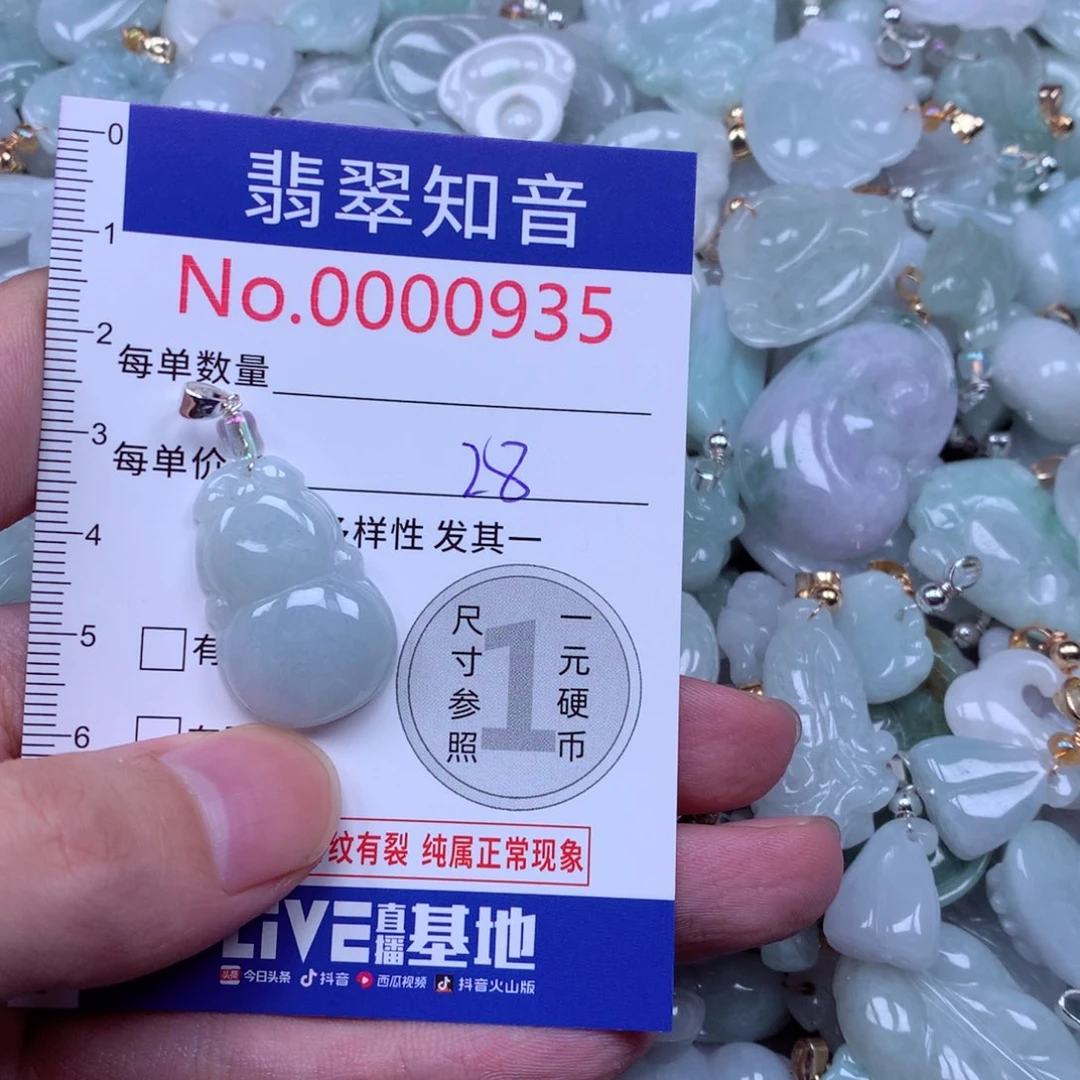 0
翡翠知音
1
No.0000935
2
每单数量
3
每单价
28
4
多样性 发其一
5
有
尺寸参照
1
一元硬币
6
纹有裂 纯属正常现象
LiVE直播基地
今日头条 抖音 西瓜视频 抖音火山版